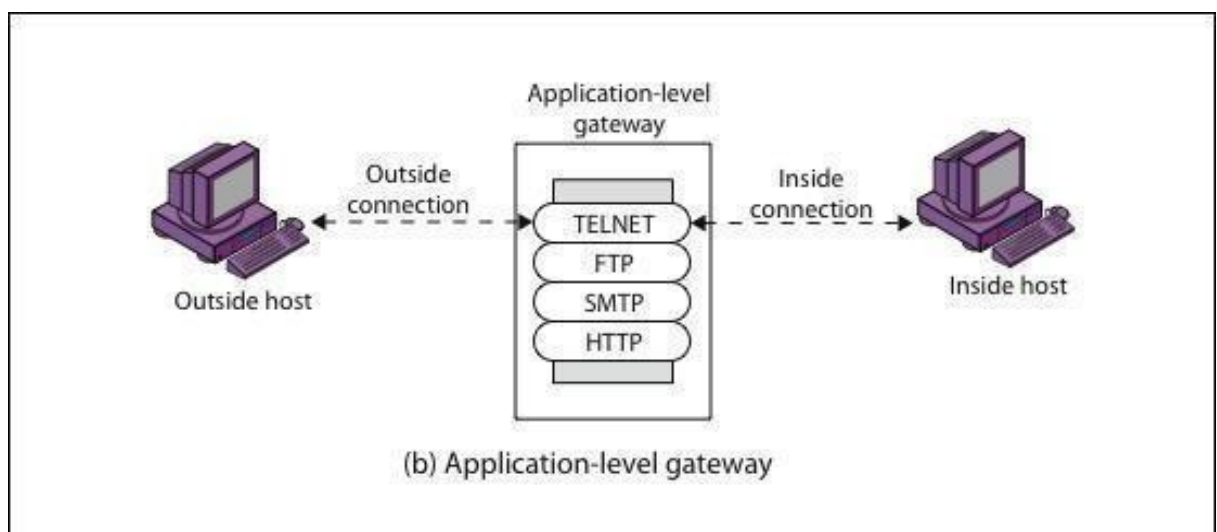 Application-level
gateway
Outside
connection
Inside
connection
TELNET
FTP
SMTP
HTTP
Outside host
Inside host
(b) Application-level gateway